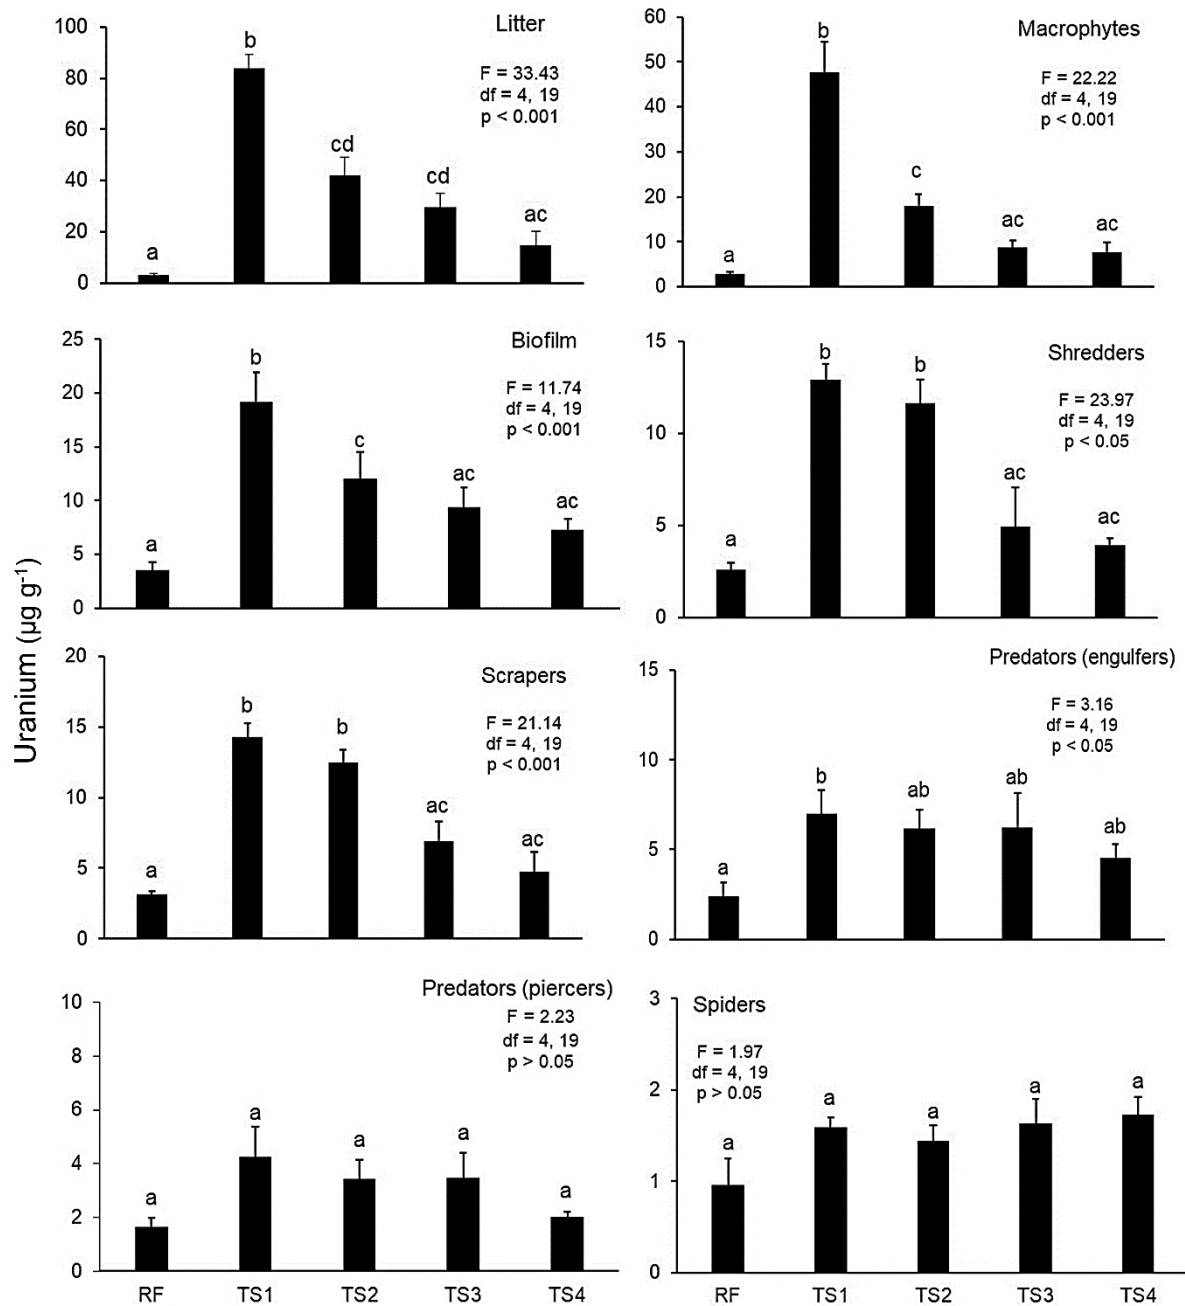 Uranium (µg g-1)
Litter
F = 33.43
df = 4, 19
p < 0.001
100
80
60
40
20
0
a
b
cd
cd
ac
Macrophytes
F = 22.22
df = 4, 19
p < 0.001
60
50
40
30
20
10
0
a
b
c
ac
ac
Biofilm
F = 11.74
df = 4, 19
p < 0.001
25
20
15
10
5
0
a
b
c
ac
ac
Shredders
F = 23.97
df = 4, 19
p < 0.05
15
10
5
0
a
b
b
ac
ac
Scrapers
F = 21.14
df = 4, 19
p < 0.001
20
15
10
5
0
a
b
b
ac
ac
Predators (engulfers)
F = 3.16
df = 4, 19
p < 0.05
15
10
5
0
a
b
ab
ab
ab
Predators (piercers)
F = 2.23
df = 4, 19
p > 0.05
10
8
6
4
2
0
a
a
a
a
a
RF TS1 TS2 TS3 TS4
Spiders
F = 1.97
df = 4, 19
p > 0.05
3
2
1
0
a
a
a
a
a
RF TS1 TS2 TS3 TS4